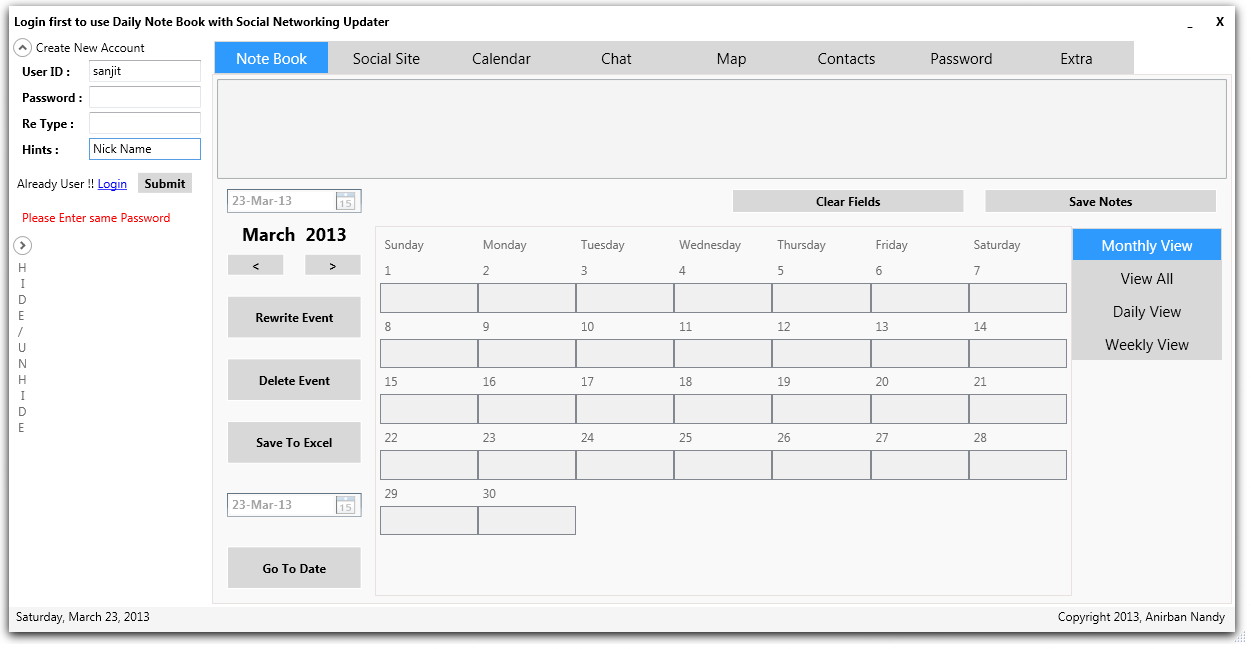 Login first to use Daily Note Book with Social Networking Updater
_ X
Create New Account
User ID : sanjit
Password :
Re Type :
Hints : Nick Name
Already User !! Login Submit
Please Enter same Password
H
I
D
E
/
U
N
H
I
D
E
Note Book Social Site Calendar Chat Map Contacts Password Extra
23-Mar-13 15 Clear Fields Save Notes
March 2013
< >
Rewrite Event
Delete Event
Save To Excel
23-Mar-13 15
Go To Date
Sunday Monday Tuesday Wednesday Thursday Friday Saturday
1 2 3 4 5 6 7
8 9 10 11 12 13 14
15 16 17 18 19 20 21
22 23 24 25 26 27 28
29 30
Monthly View
View All
Daily View
Weekly View
Saturday, March 23, 2013 Copyright 2013, Anirban Nandy